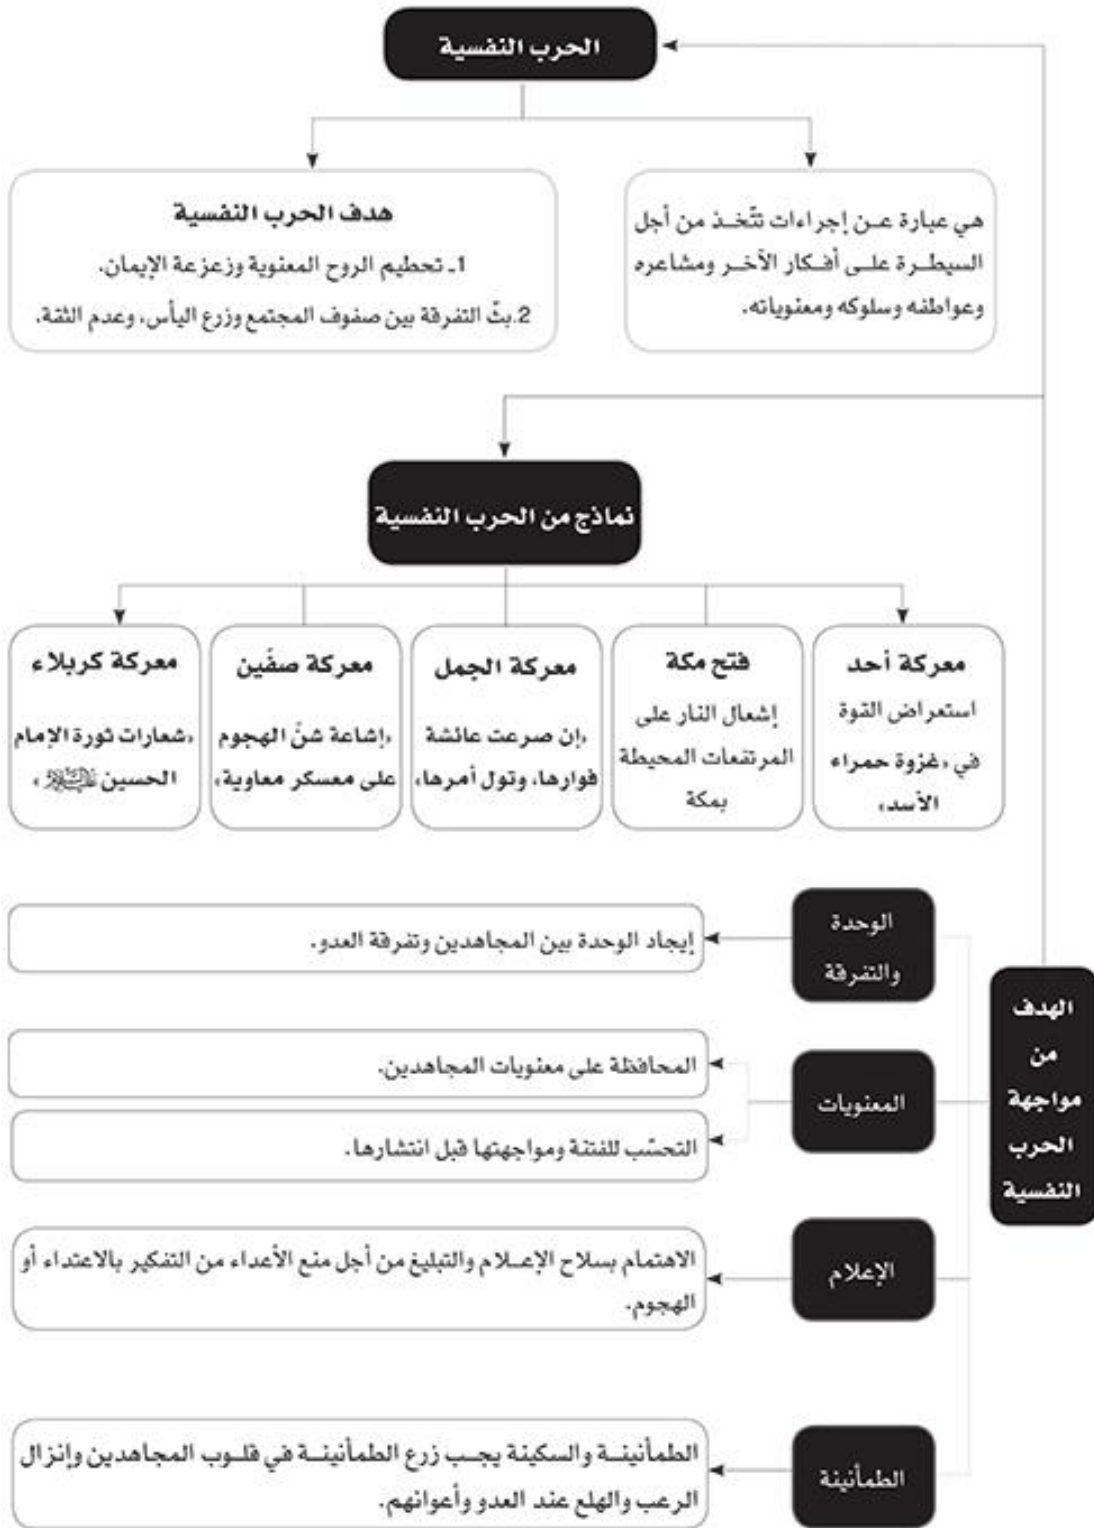 الحرب النفسية
هي عبارة عن إجراءات تتّخذ من أجل
السيطرة على أفكار الآخر ومشاعره
وعواطفه وسلوكه ومعنوياته.
هدف الحرب النفسية
1ـ تحطيم الروح المعنوية وزعزعة الإيمان.
2.بثّ التفرقة بين صفوف المجتمع وزرع اليأس، وعدم الثقة.
نماذج من الحرب النفسية
معركة أحد
استعراض القوة
في «غزوة حمراء
الأسد»
فتح مكة
إشعال النار على
المرتفعات المحيطة
بمكة
معركة الجمل
«إن صرعت عائشة
فوارها، وتول أمرها»
معركة صفّين
«إشاعة شنّ الهجوم
على معسكر معاوية»
معركة كربلاء
«شعارات ثورة الإمام
الحسين عليه السلام»
الهدف
من
مواجهة
الحرب
النفسية
الوحدة
والتفرقة
إيجاد الوحدة بين المجاهدين وتفرقة العدو.
المعنويات
المحافظة على معنويات المجاهدين.
التحسّب للفتنة ومواجهتها قبل انتشارها.
الإعلام
الاهتمام بسلاح الإعلام والتبليغ من أجل منع الأعداء من التفكير بالاعتداء أو
الهجوم.
الطمأنينة
الطمأنينة والسكينة يجب زرع الطمأنينة في قلوب المجاهدين وإنزال
الرعب والهلع عند العدو وأعوانهم.